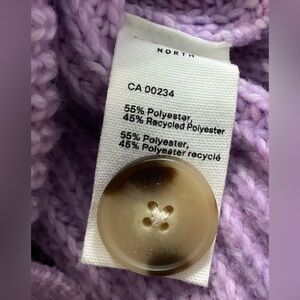 NORTH
CA 00234
55% Polyester,
45% Recycled Polyester
55% Polyester,
45% Polyester recyclé